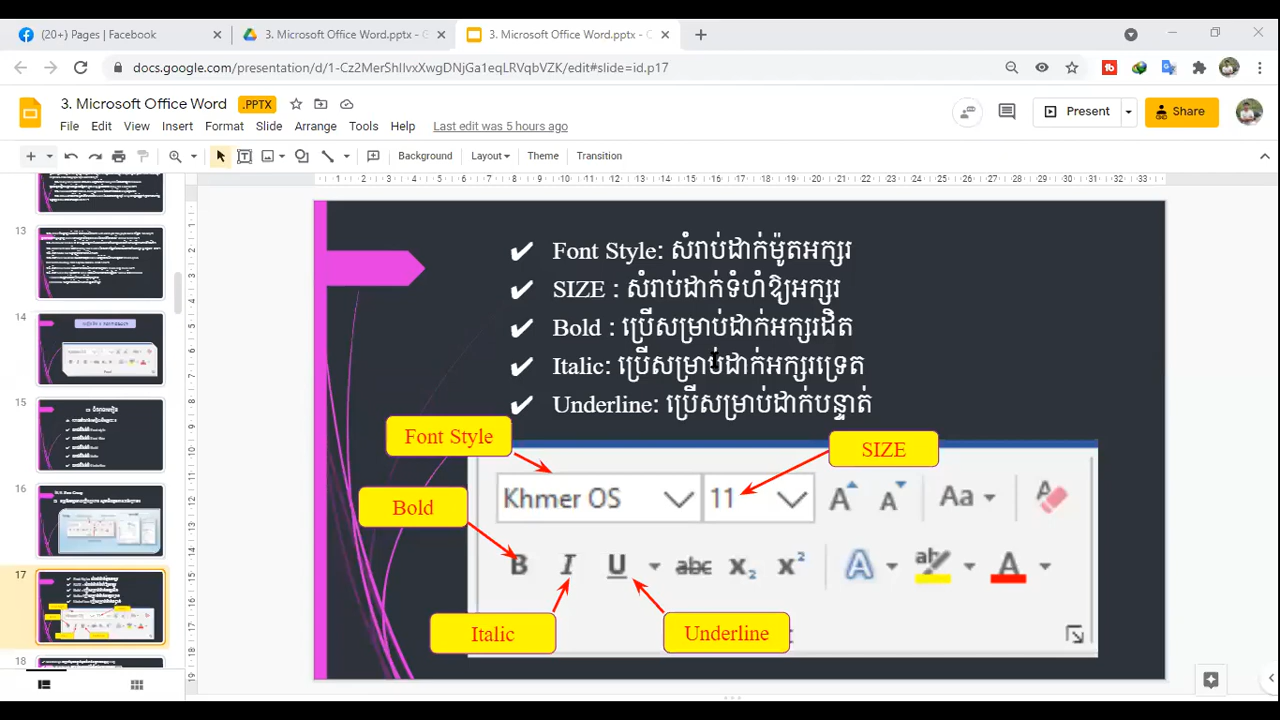 (20+) Pages | Facebook
3. Microsoft Office Word.pptx - G
3. Microsoft Office Word.pptx - G
docs.google.com/presentation/d/1-Cz2MerShIIvxXwgDNjGa1eqLRVqbVZK/edit#slide=id.p17
3. Microsoft Office Word .PPTX
File Edit View Insert Format Slide Arrange Tools Help Last edit was 5 hours ago
Present
Share
Background Layout Theme Transition
13
14
15
16
17
18
✔ Font Style: សំរាប់ដាក់ម៉ូតអក្សរ
✔ SIZE : សំរាប់ដាក់ទំហំឱ្យអក្សរ
✔ Bold : ប្រើសម្រាប់ដាក់អក្សរដិត
✔ Italic: ប្រើសម្រាប់ដាក់អក្សរទ្រេត
✔ Underline: ប្រើសម្រាប់ដាក់បន្ទាត់
Font Style
SIZE
Khmer OS 11 A A Aa A
Bold
B I U abc x₂ x² A ab A
Italic
Underline